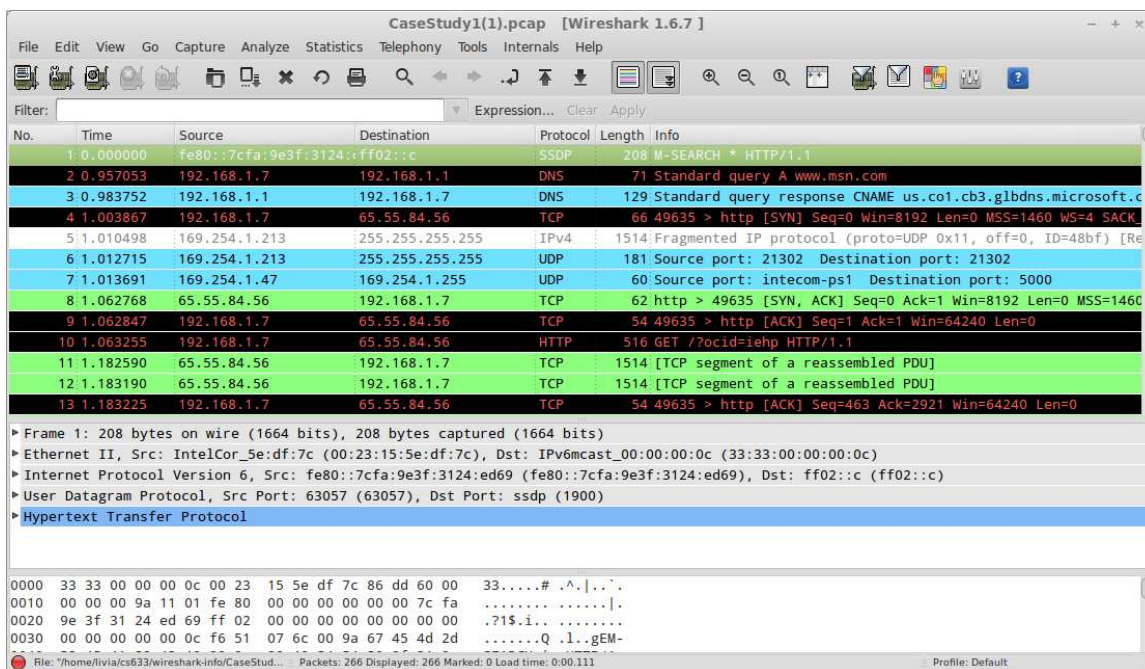 CaseStudy1(1).pcap [Wireshark 1.6.7 ]
File Edit View Go Capture Analyze Statistics Telephony Tools Internals Help
Filter: Expression... Clear Apply
No. Time Source Destination Protocol Length Info
1 0.000000 fe80::7cfa:9e3f:3124: ff02::c SSDP 208 M-SEARCH * HTTP/1.1
2 0.957053 192.168.1.7 192.168.1.1 DNS 71 Standard query A www.msn.com
3 0.983752 192.168.1.1 192.168.1.7 DNS 129 Standard query response CNAME us.co1.cb3.glbdns.microsoft.c
4 1.003867 192.168.1.7 65.55.84.56 TCP 66 49635 > http [SYN] Seq=0 Win=8192 Len=0 MSS=1460 WS=4 SACK
5 1.010498 169.254.1.213 255.255.255.255 IPv4 1514 Fragmented IP protocol (proto=UDP 0x11, off=0, ID=48bf) [Re
6 1.012715 169.254.1.213 255.255.255.255 UDP 181 Source port: 21302 Destination port: 21302
7 1.013691 169.254.1.47 169.254.1.255 UDP 60 Source port: intecom-ps1 Destination port: 5000
8 1.062768 65.55.84.56 192.168.1.7 TCP 62 http > 49635 [SYN, ACK] Seq=0 Ack=1 Win=8192 Len=0 MSS=1460
9 1.062847 192.168.1.7 65.55.84.56 TCP 54 49635 > http [ACK] Seq=1 Ack=1 Win=64240 Len=0
10 1.063255 192.168.1.7 65.55.84.56 HTTP 516 GET /?ocid=iehp HTTP/1.1
11 1.182590 65.55.84.56 192.168.1.7 TCP 1514 [TCP segment of a reassembled PDU]
12 1.183190 65.55.84.56 192.168.1.7 TCP 1514 [TCP segment of a reassembled PDU]
13 1.183225 192.168.1.7 65.55.84.56 TCP 54 49635 > http [ACK] Seq=463 Ack=2921 Win=64240 Len=0
Frame 1: 208 bytes on wire (1664 bits), 208 bytes captured (1664 bits)
Ethernet II, Src: IntelCor_5e:df:7c (00:23:15:5e:df:7c), Dst: IPv6mcast_00:00:00:0c (33:33:00:00:00:0c)
Internet Protocol Version 6, Src: fe80::7cfa:9e3f:3124:ed69 (fe80::7cfa:9e3f:3124:ed69), Dst: ff02::c (ff02::c)
User Datagram Protocol, Src Port: 63057 (63057), Dst Port: ssdp (1900)
Hypertext Transfer Protocol
0000 33 33 00 00 00 0c 00 23 15 5e df 7c 86 dd 60 00 33.....# .^.|..`.
0010 00 00 00 9a 11 01 fe 80 00 00 00 00 00 00 7c fa ........ ......|.
0020 9e 3f 31 24 ed 69 ff 02 00 00 00 00 00 00 00 00 .?1$.i.. ........
0030 00 00 00 00 00 0c f6 51 07 6c 00 9a 67 45 4d 2d .......Q .l..gEM-
File: "/home/livia/cs633/wireshark-info/CaseStud... Packets: 266 Displayed: 266 Marked: 0 Load time: 0:00.111 Profile: Default